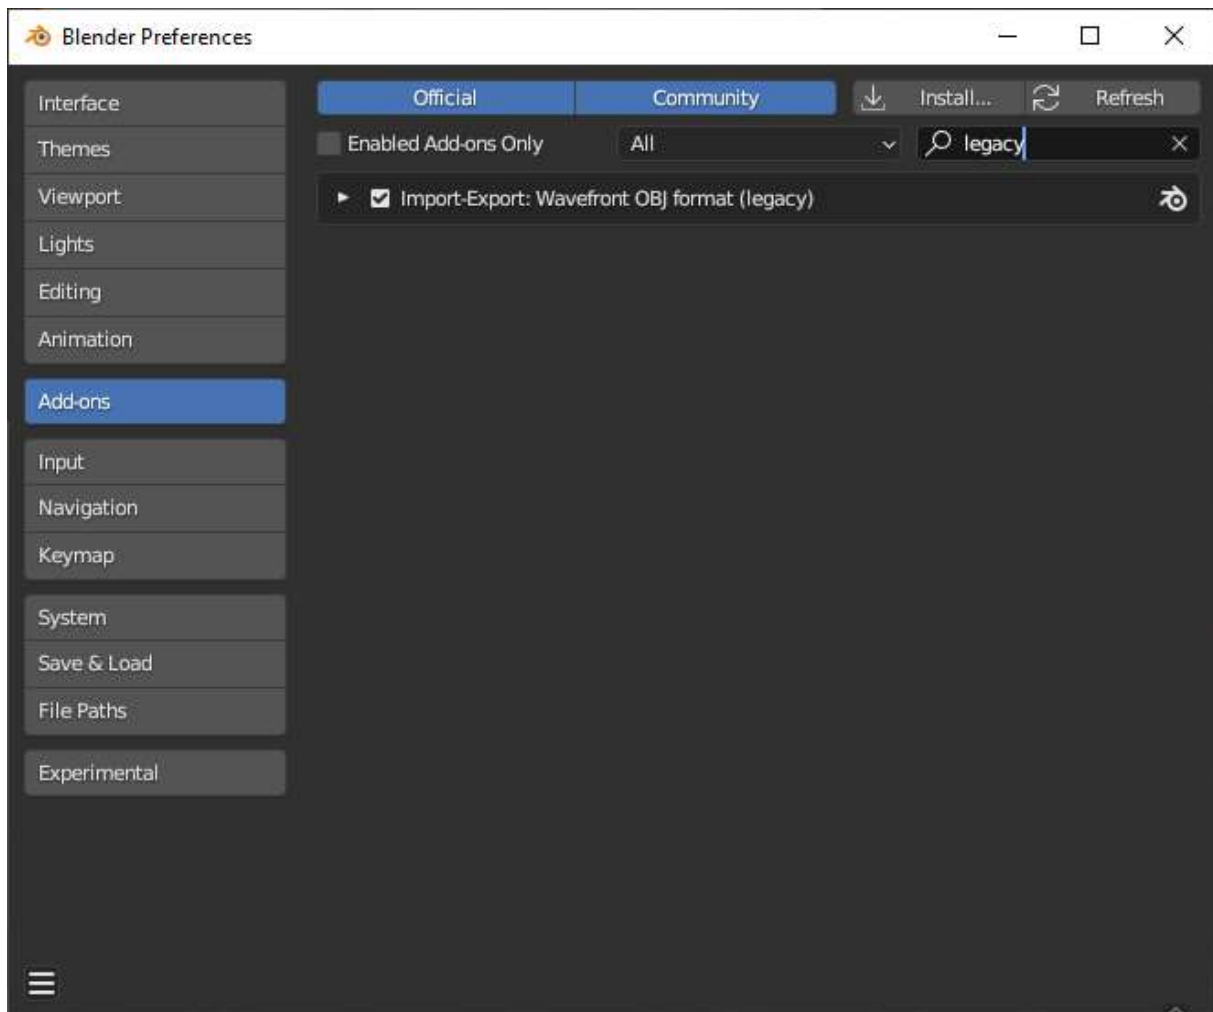 Blender Preferences
Interface
Themes
Viewport
Lights
Editing
Animation
Add-ons
Input
Navigation
Keymap
System
Save & Load
File Paths
Experimental
Official Community Install... Refresh
Enabled Add-ons Only All legacy
Import-Export: Wavefront OBJ format (legacy)